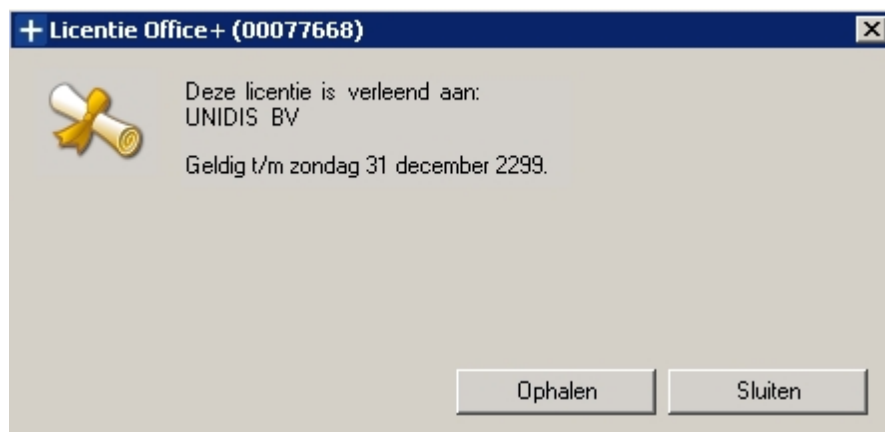 Licentie Office+ (00077668)
Deze licentie is verleend aan:
UNIDIS BV
Geldig t/m zondag 31 december 2299.
Ophalen
Sluiten